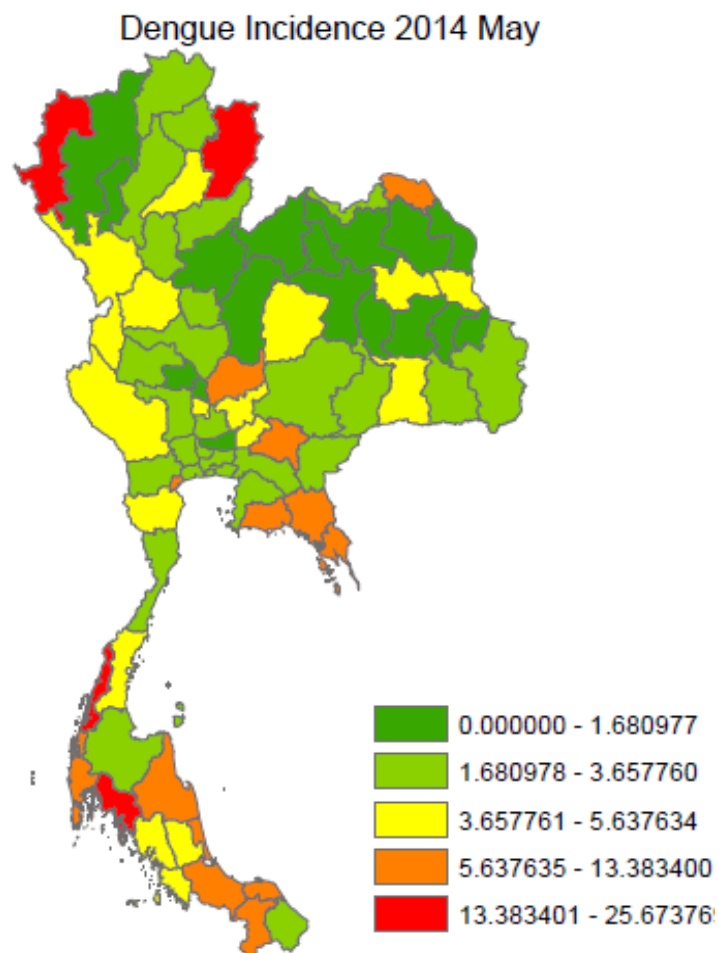 Dengue Incidence 2014 May
0.000000 - 1.680977
1.680978 - 3.657760
3.657761 - 5.637634
5.637635 - 13.383400
13.383401 - 25.673769